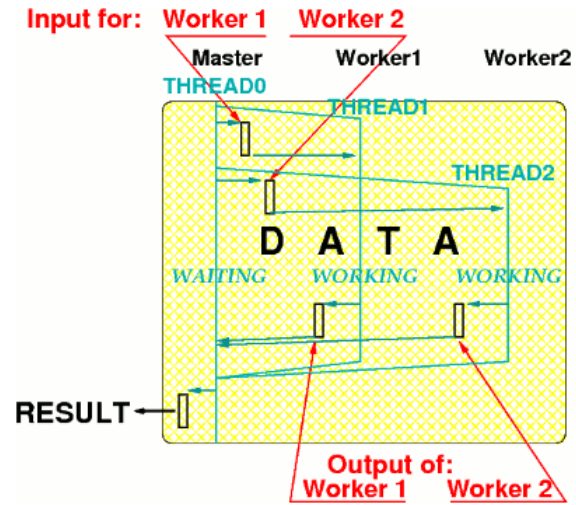 Input for: Worker 1 Worker 2
Master Worker1 Worker2
THREAD0
THREAD1
THREAD2
D A T A
WAITING WORKING WORKING
RESULT
Output of:
Worker 1 Worker 2